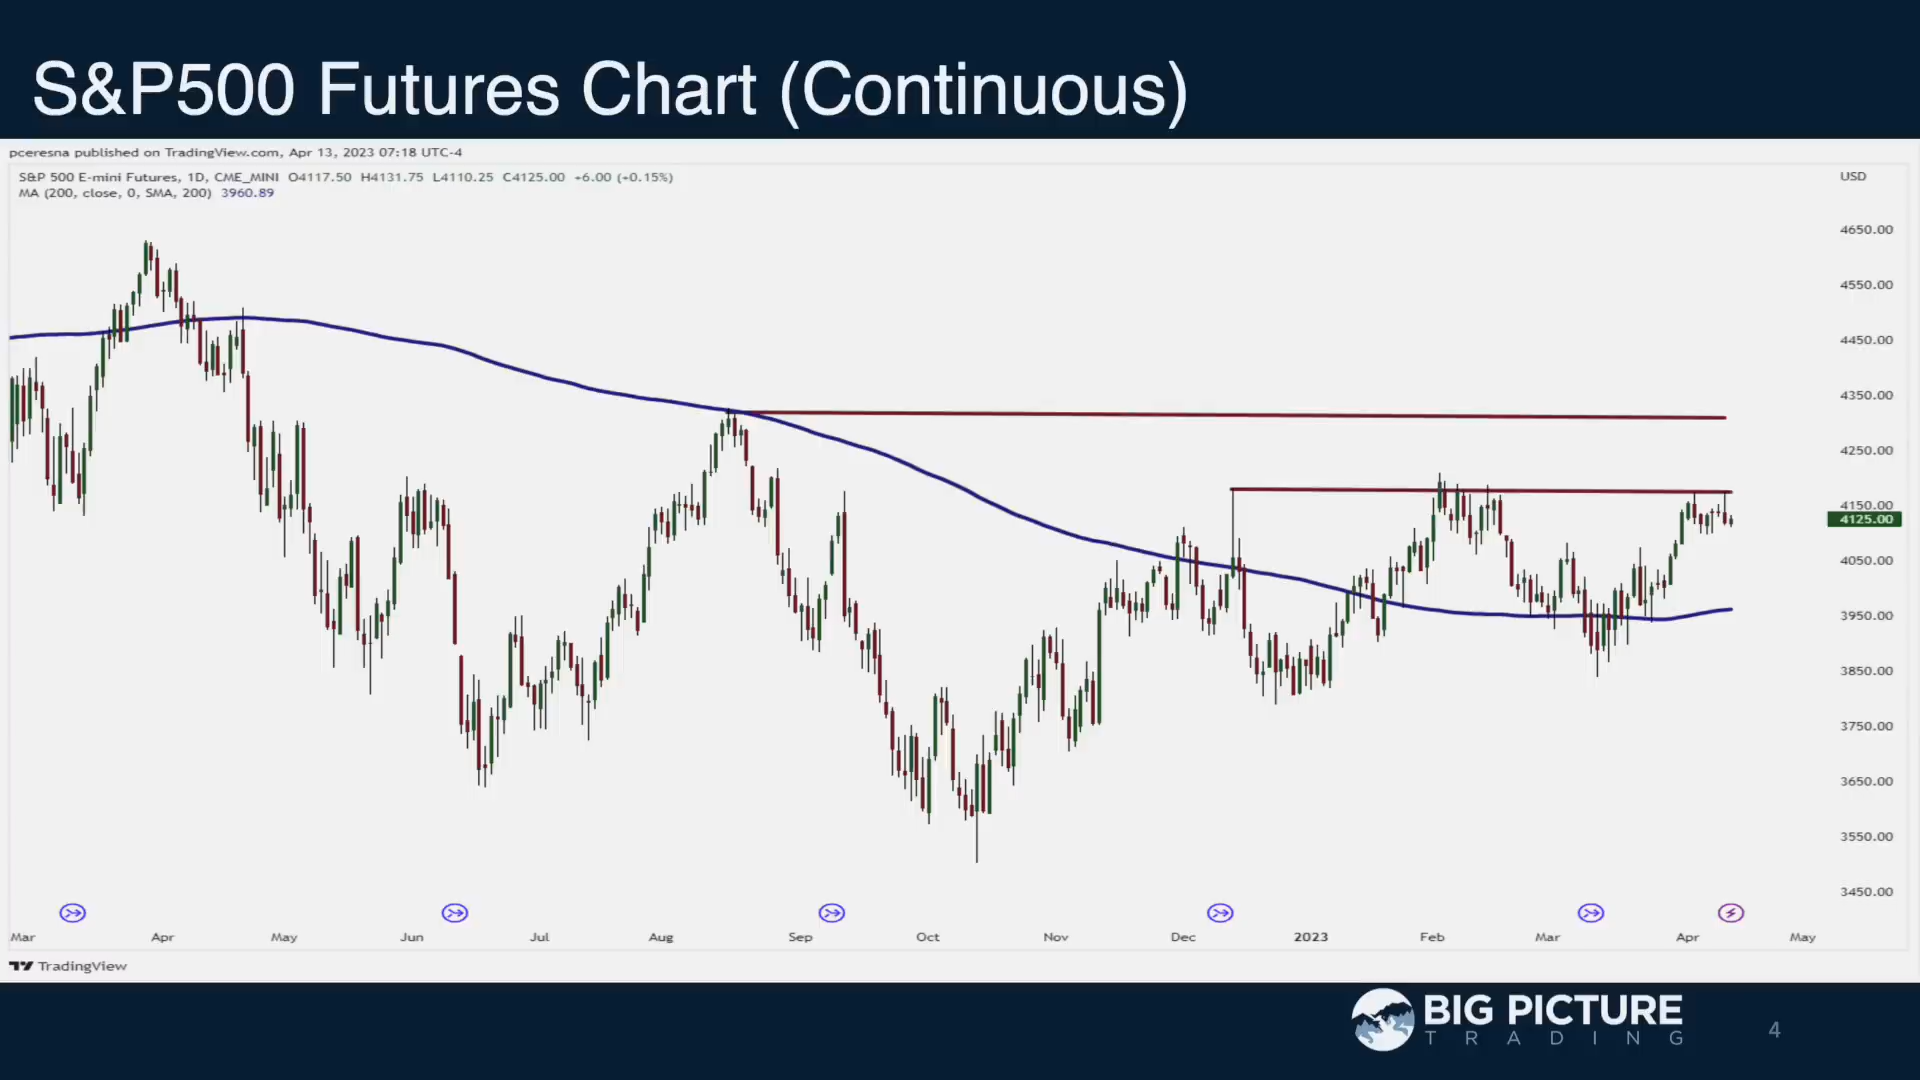 S&P500 Futures Chart (Continuous)
pceresna published on TradingView.com, Apr 13, 2023 07:18 UTC-4
S&P 500 E-mini Futures, 1D, CME_MINI O4117.50 H4131.75 L4110.25 C4125.00 +6.00 (+0.15%)
MA (200, close, 0, SMA, 200) 3960.89
USD
4650.00
4550.00
4450.00
4350.00
4250.00
4150.00
4125.00
4050.00
3950.00
3850.00
3750.00
3650.00
3550.00
3450.00
Mar Apr May Jun Jul Aug Sep Oct Nov Dec 2023 Feb Mar Apr May
TradingView
BIG PICTURE
TRADING
4